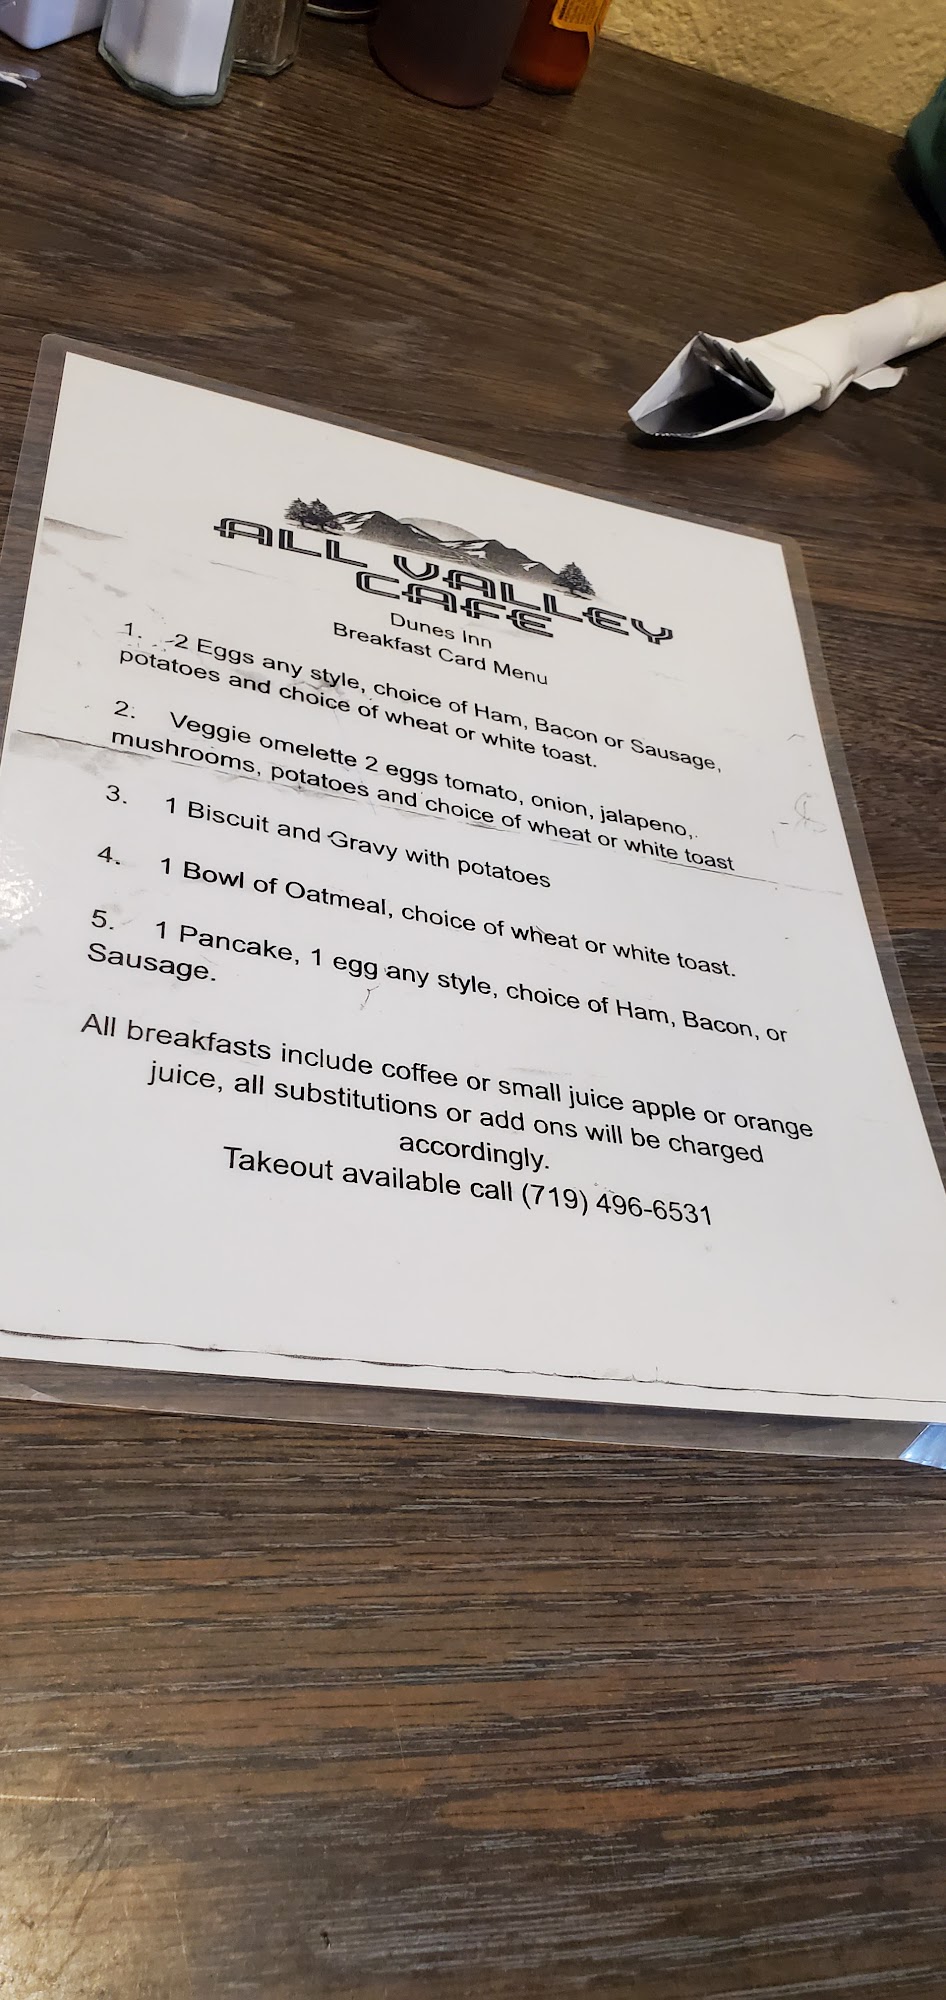 ALL VALLEY
CAFE
Dunes Inn
Breakfast Card Menu
1. 2 Eggs any style, choice of Ham, Bacon or Sausage,
potatoes and choice of wheat or white toast.
2. Veggie omelette 2 eggs tomato, onion, jalapeno,
mushrooms, potatoes and choice of wheat or white toast
3. 1 Biscuit and Gravy with potatoes
4. 1 Bowl of Oatmeal, choice of wheat or white toast.
5. 1 Pancake, 1 egg any style, choice of Ham, Bacon, or
Sausage.
All breakfasts include coffee or small juice apple or orange
juice, all substitutions or add ons will be charged
accordingly.
Takeout available call (719) 496-6531